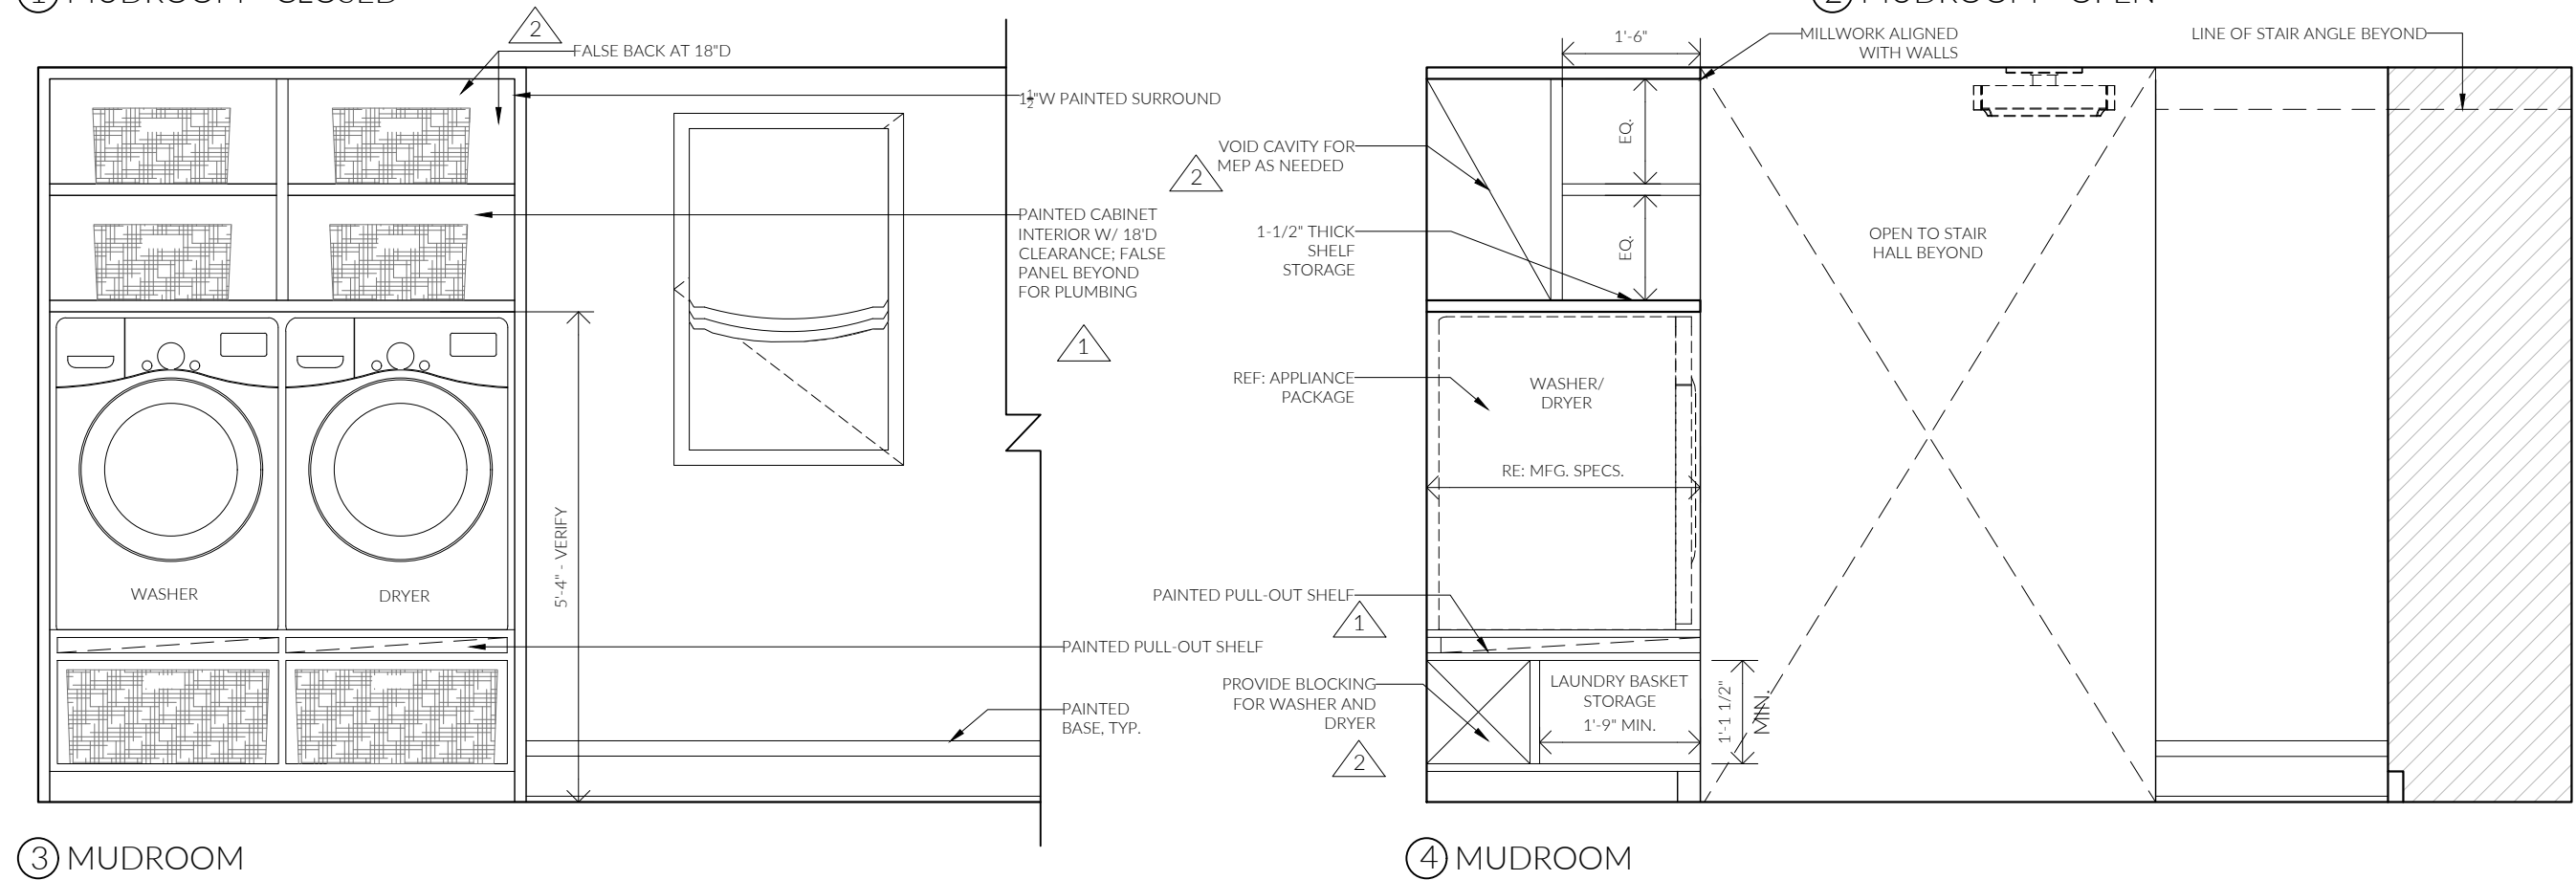 1 MUDROOM - CLOSED
2 MUDROOM - OPEN
2
FALSE BACK AT 18"D
1 1/2"W PAINTED SURROUND
PAINTED CABINET
INTERIOR W/ 18'D
CLEARANCE; FALSE
PANEL BEYOND
FOR PLUMBING
1
5'-4" - VERIFY
WASHER
DRYER
PAINTED PULL-OUT SHELF
PAINTED
BASE, TYP.
3 MUDROOM
1'-6"
MILLWORK ALIGNED
WITH WALLS
LINE OF STAIR ANGLE BEYOND
VOID CAVITY FOR
MEP AS NEEDED
2
EQ.
1-1/2" THICK
SHELF
STORAGE
EQ.
OPEN TO STAIR
HALL BEYOND
REF: APPLIANCE
PACKAGE
WASHER/
DRYER
RE: MFG. SPECS.
PAINTED PULL-OUT SHELF
1
PROVIDE BLOCKING
FOR WASHER AND
DRYER
2
LAUNDRY BASKET
STORAGE
1'-9" MIN.
1'-1 1/2"
MIN.
4 MUDROOM